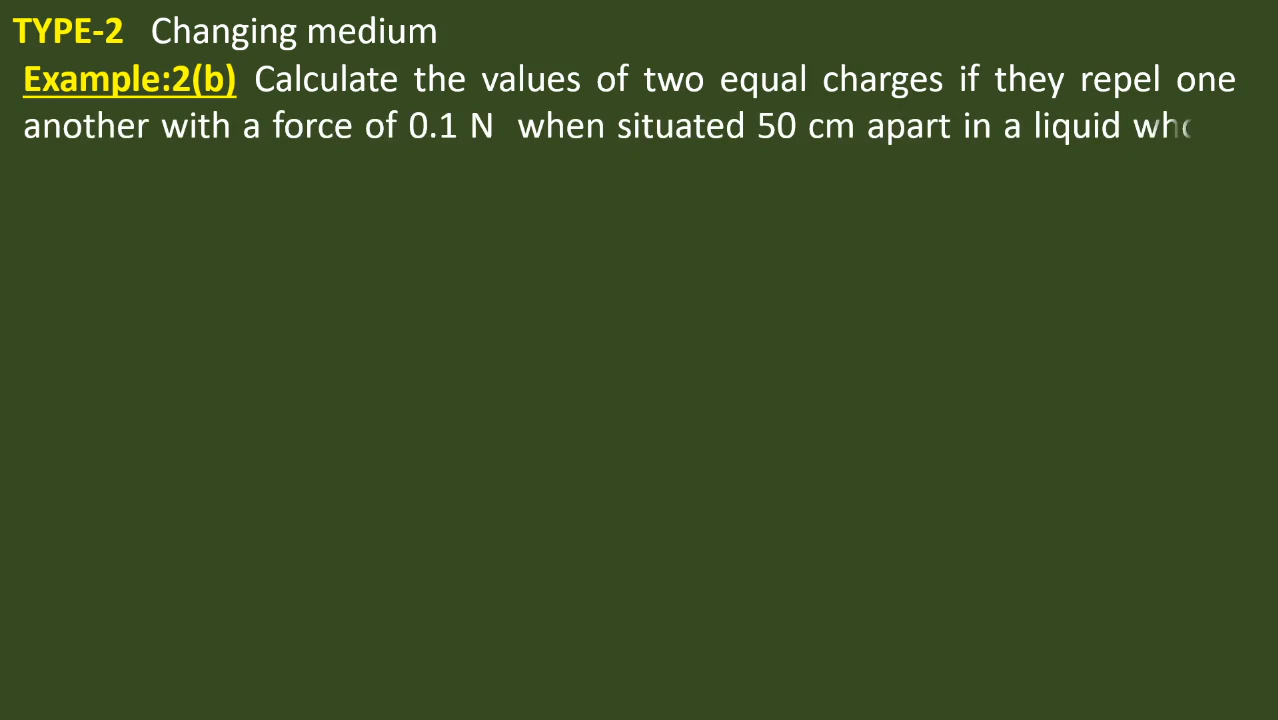 TYPE-2 Changing medium
Example:2(b) Calculate the values of two equal charges if they repel one
another with a force of 0.1 N when situated 50 cm apart in a liquid